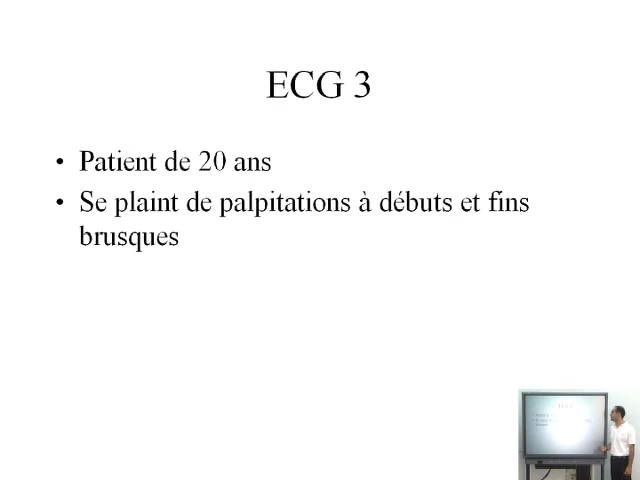 ECG 3
• Patient de 20 ans
• Se plaint de palpitations à débuts et fins
brusques